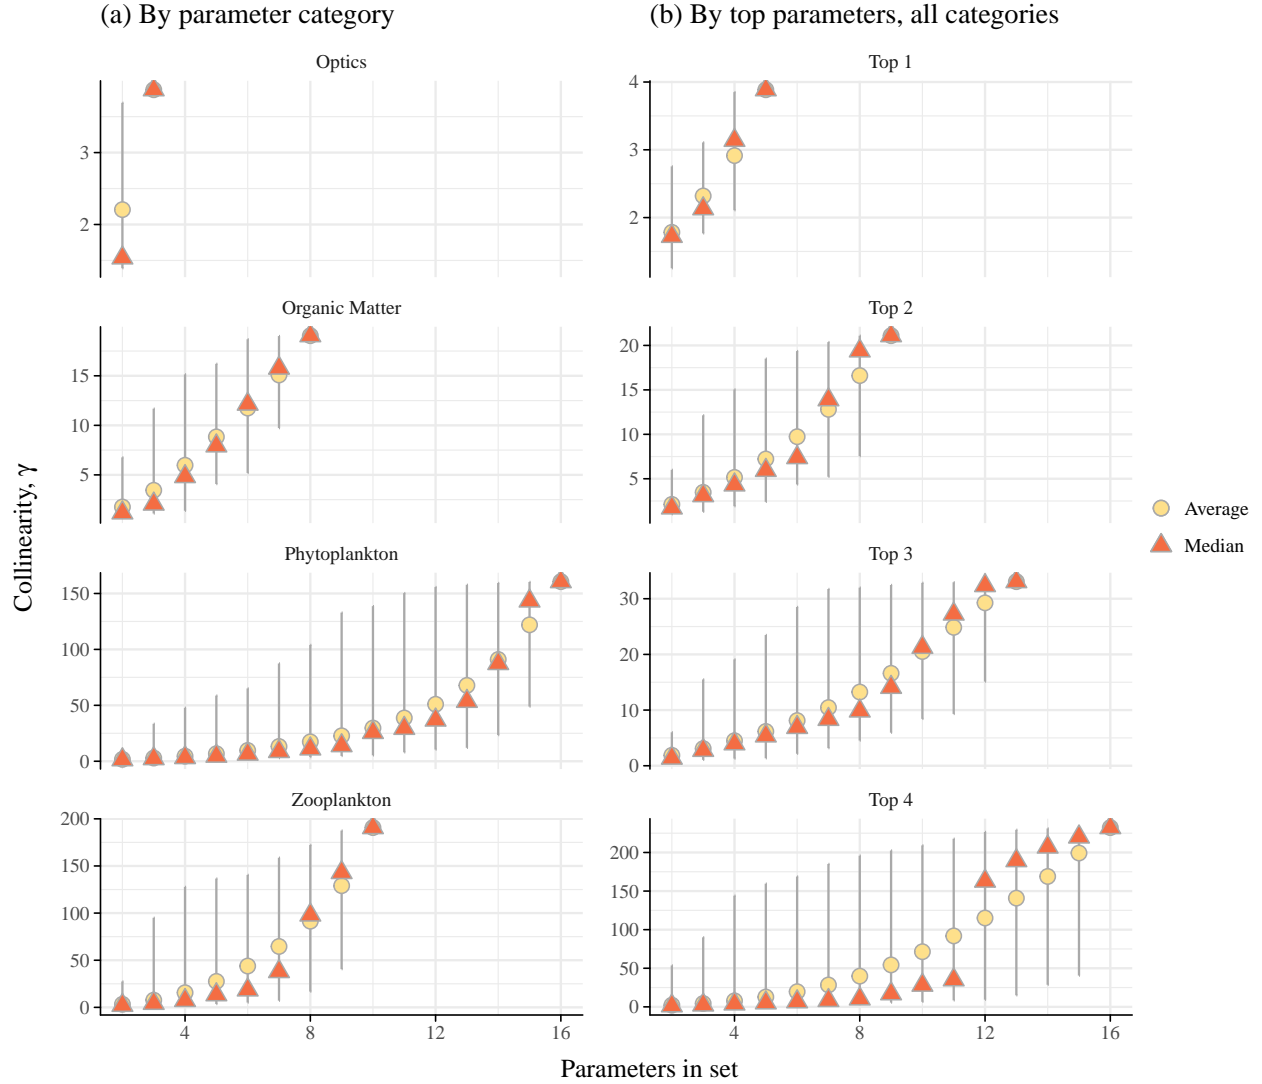 (a) By parameter category
(b) By top parameters, all categories
Optics
3
2
Top 1
4
3
2
Organic Matter
15
10
5
Top 2
20
15
10
5
Phytoplankton
150
100
50
0
Top 3
30
20
10
0
Zooplankton
200
150
100
50
0
4
8
12
16
Top 4
200
150
100
50
0
4
8
12
16
Collinearity, γ
Parameters in set
Average
Median